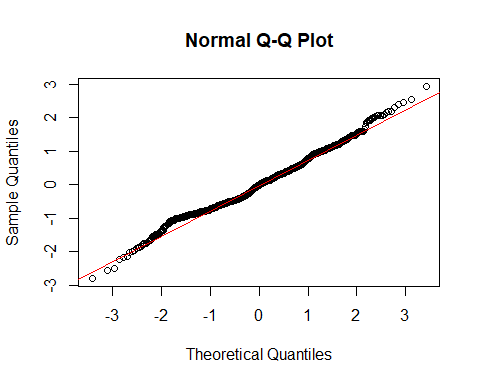 Normal Q-Q Plot
3
2
1
0
-1
-2
-3
Sample Quantiles
-3 -2 -1 0 1 2 3
Theoretical Quantiles